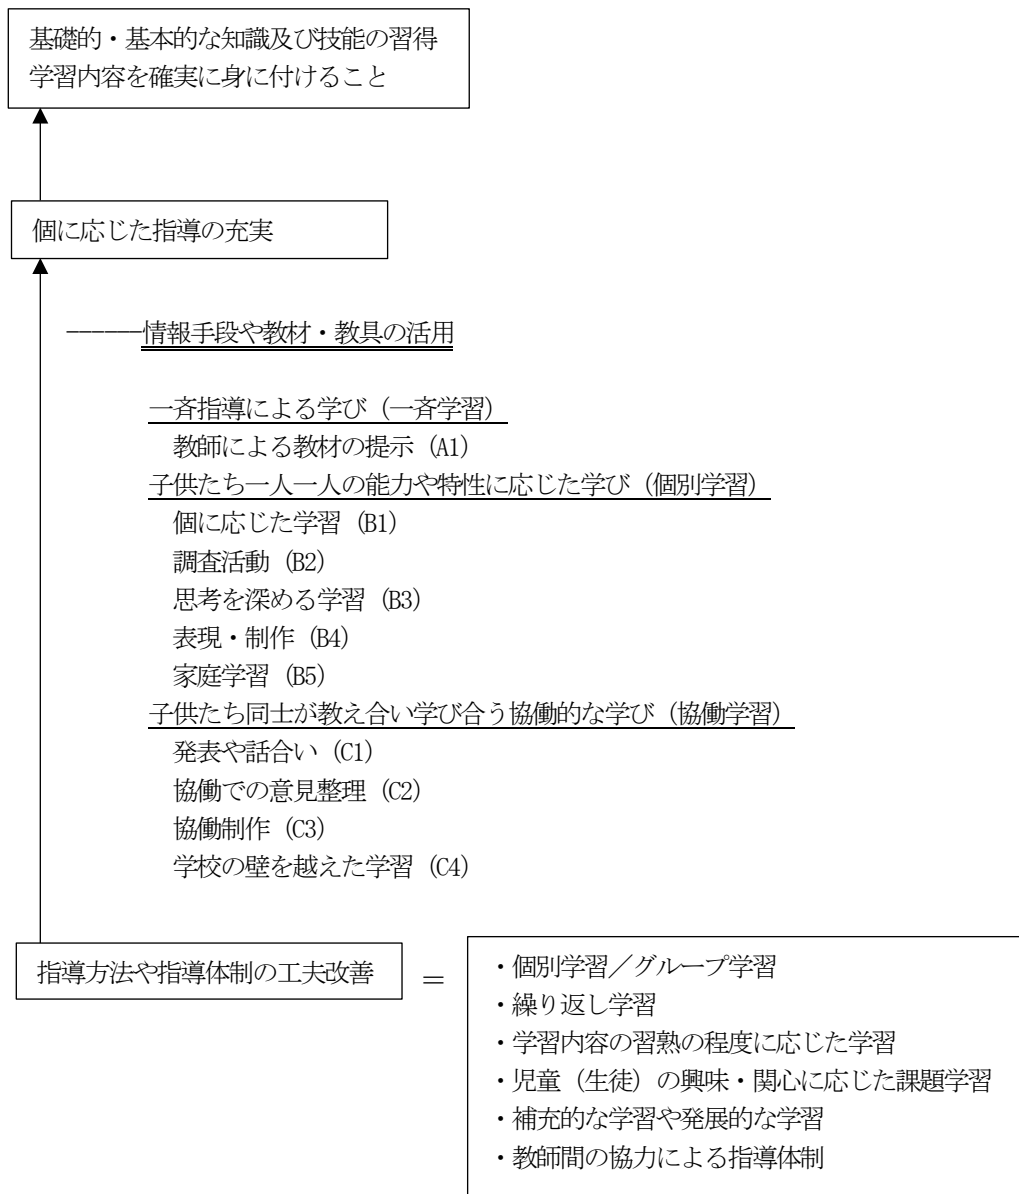 基礎的・基本的な知識及び技能の習得
学習内容を確実に身に付けること
個に応じた指導の充実
------情報手段や教材・教具の活用
一斉指導による学び（一斉学習）
教師による教材の提示（A1）
子供たち一人一人の能力や特性に応じた学び（個別学習）
個に応じた学習（B1）
調査活動（B2）
思考を深める学習（B3）
表現・制作（B4）
家庭学習（B5）
子供たち同士が教え合い学び合う協働的な学び（協働学習）
発表や話合い（C1）
協働での意見整理（C2）
協働制作（C3）
学校の壁を越えた学習（C4）
指導方法や指導体制の工夫改善
＝
・個別学習／グループ学習
・繰り返し学習
・学習内容の習熟の程度に応じた学習
・児童（生徒）の興味・関心に応じた課題学習
・補充的な学習や発展的な学習
・教師間の協力による指導体制